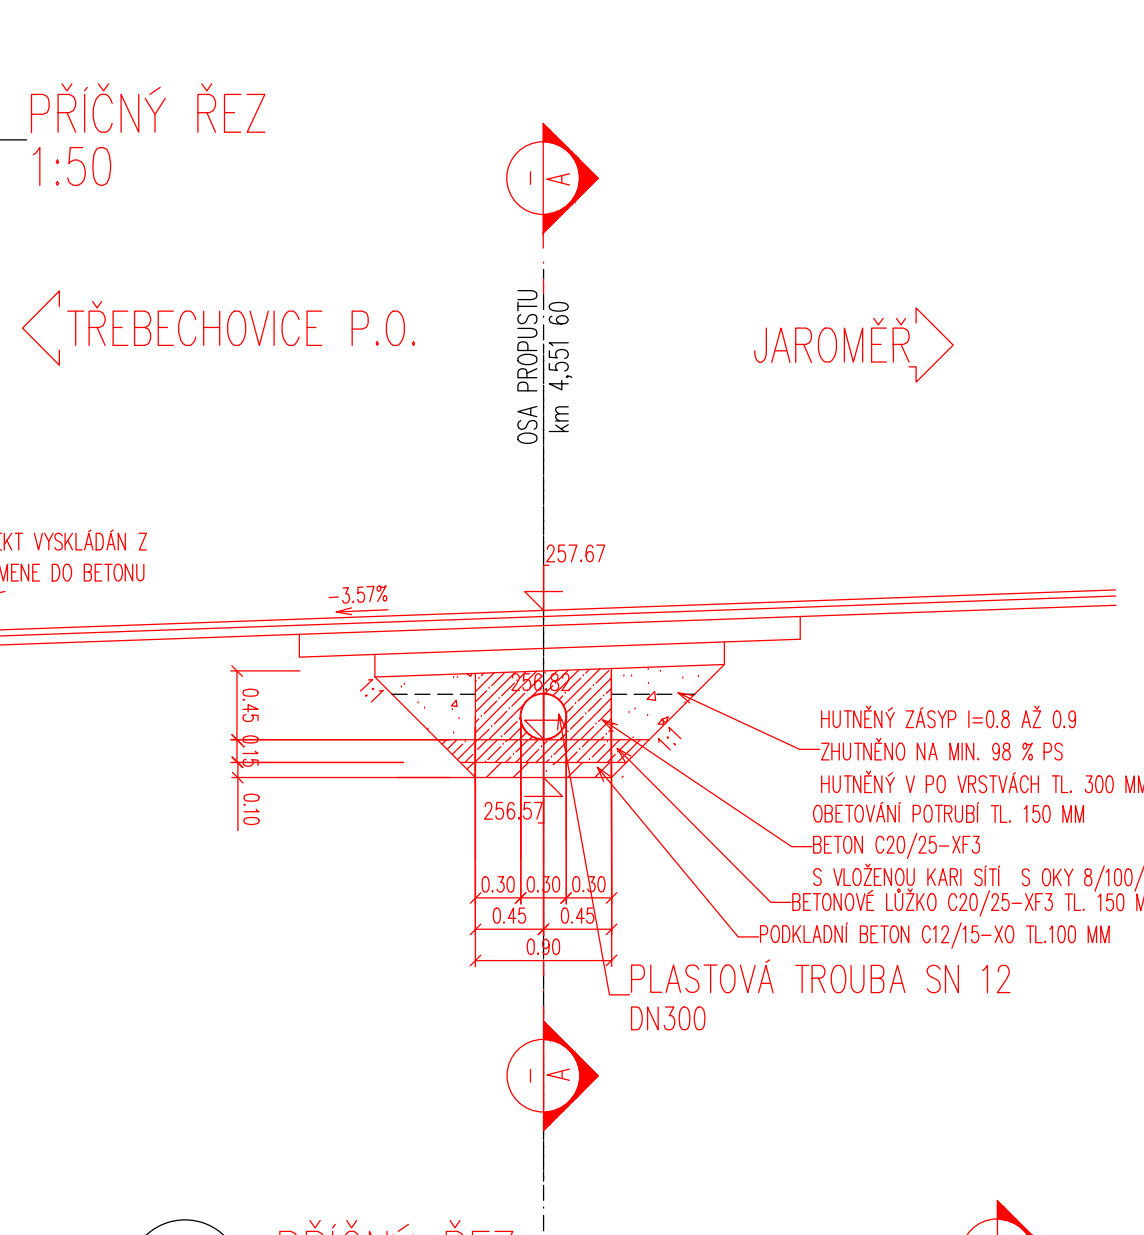 PŘÍČNÝ ŘEZ
1:50
A
TŘEBECHOVICE P.O.
OSA PROPUSTU
km 4,551 60
JAROMĚŘ
EKT VYSKLÁDÁN Z
MENE DO BETONU
257.67
-3.57%
256.82
1:1
1:1
0.45
0.15
0.10
HUTNĚNÝ ZÁSYP I=0.8 AŽ 0.9
ZHUTNĚNO NA MIN. 98 % PS
HUTNĚNÝ V PO VRSTVÁCH TL. 300 MM
OBETOVÁNÍ POTRUBÍ TL. 150 MM
BETON C20/25-XF3
S VLOŽENOU KARI SÍTÍ S OKY 8/100/
BETONOVÉ LŮŽKO C20/25-XF3 TL. 150 M
PODKLADNÍ BETON C12/15-XO TL.100 MM
256.57
0.30 0.30 0.30
0.45 0.45
0.90
PLASTOVÁ TROUBA SN 12
DN300
A
PŘÍČNÝ ŘEZ